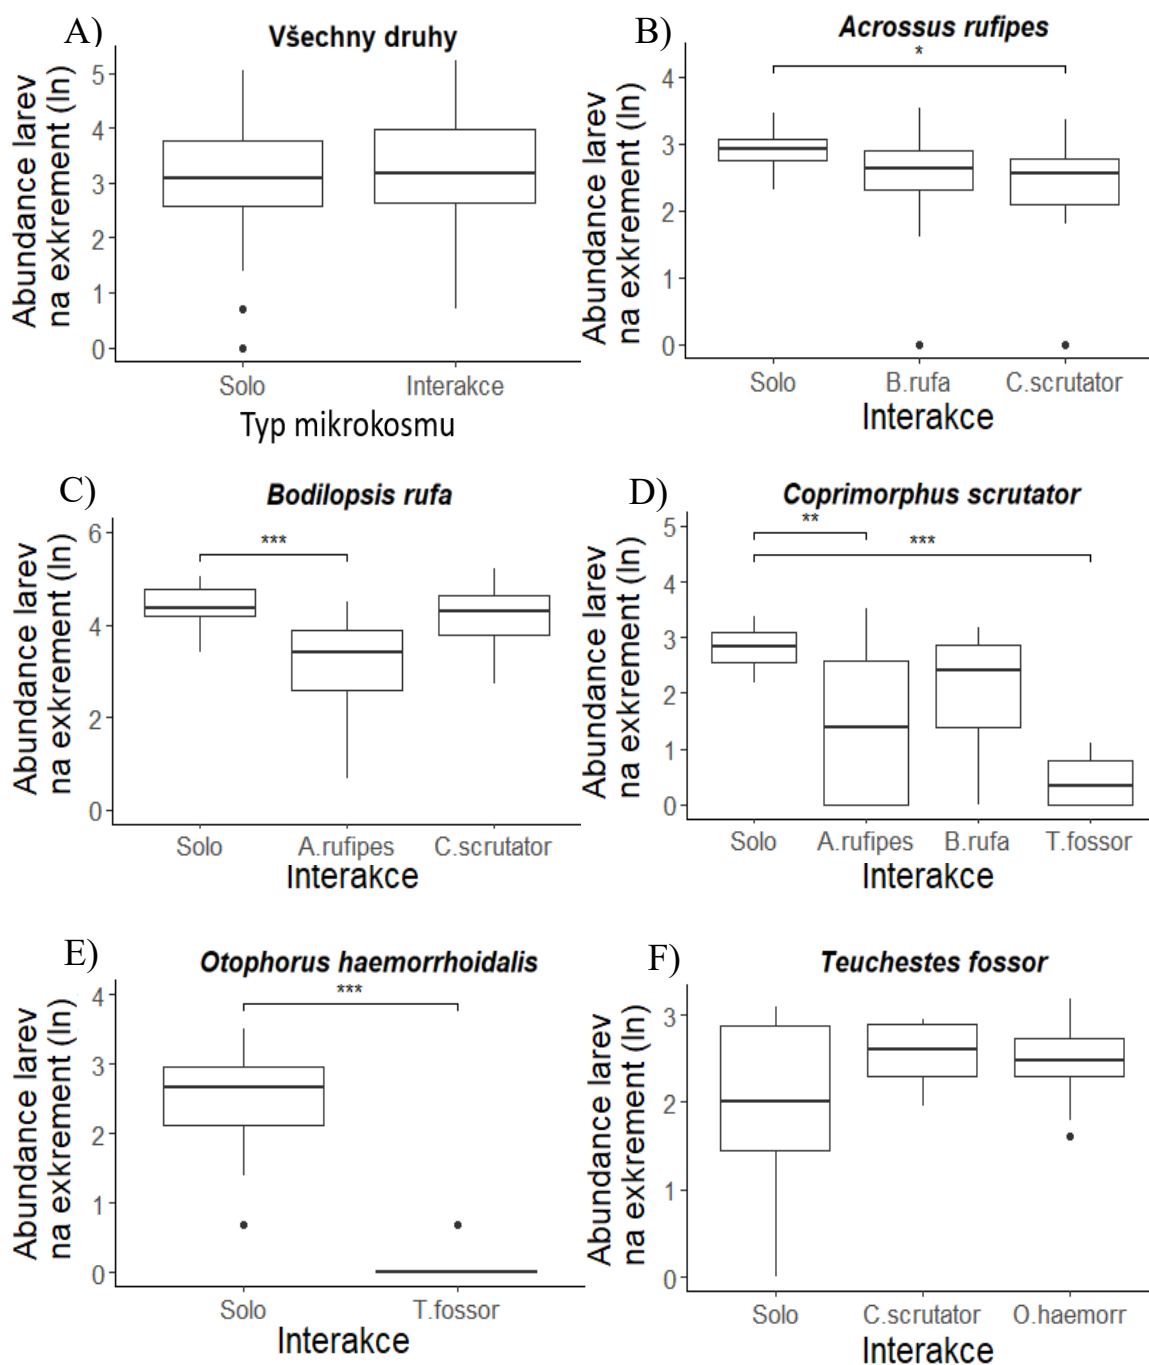 A)
Všechny druhy
Abundance larev
na exkrement (ln)
5
4
3
2
1
0
Solo
Interakce
Typ mikrokosmu
B)
Acrossus rufipes
*
Abundance larev
na exkrement (ln)
4
3
2
1
0
Solo
B.rufa
C.scrutator
Interakce
C)
Bodilopsis rufa
***
Abundance larev
na exkrement (ln)
6
4
2
0
Solo
A.rufipes
C.scrutator
Interakce
D)
Coprimorphus scrutator
**
***
Abundance larev
na exkrement (ln)
5
4
3
2
1
0
Solo
A.rufipes
B.rufa
T.fossor
Interakce
E)
Otophorus haemorrhoidalis
***
Abundance larev
na exkrement (ln)
4
3
2
1
0
Solo
T.fossor
Interakce
F)
Teuchestes fossor
Abundance larev
na exkrement (ln)
3
2
1
0
Solo
C.scrutator
O.haemorr
Interakce